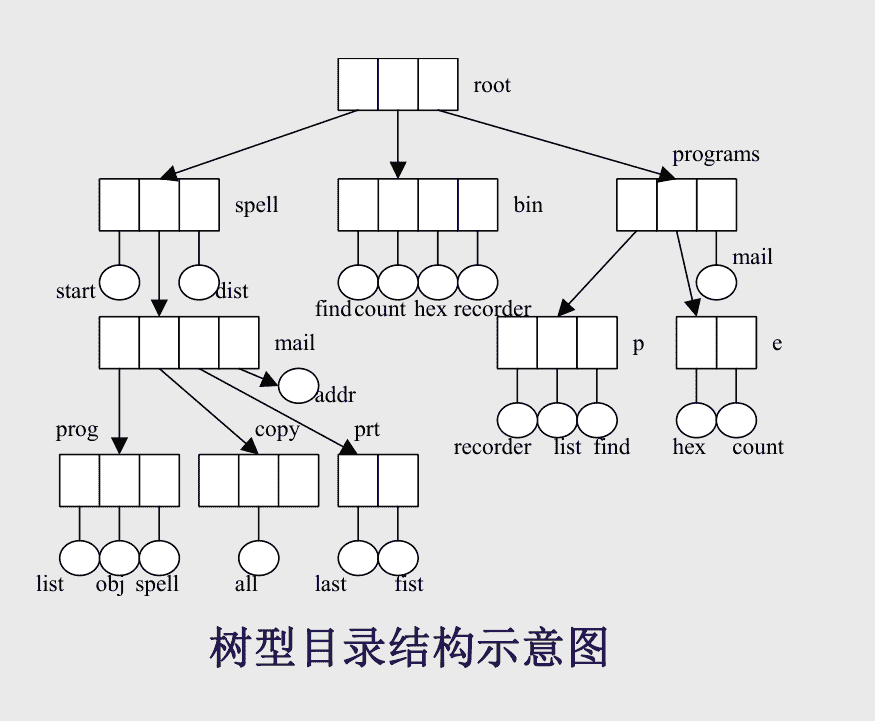 root
programs
spell
bin
mail
start
dist
find count hex recorder
mail
p
e
addr
prog
copy
prt
recorder list find
hex count
list obj spell
all
last fist
树型目录结构示意图